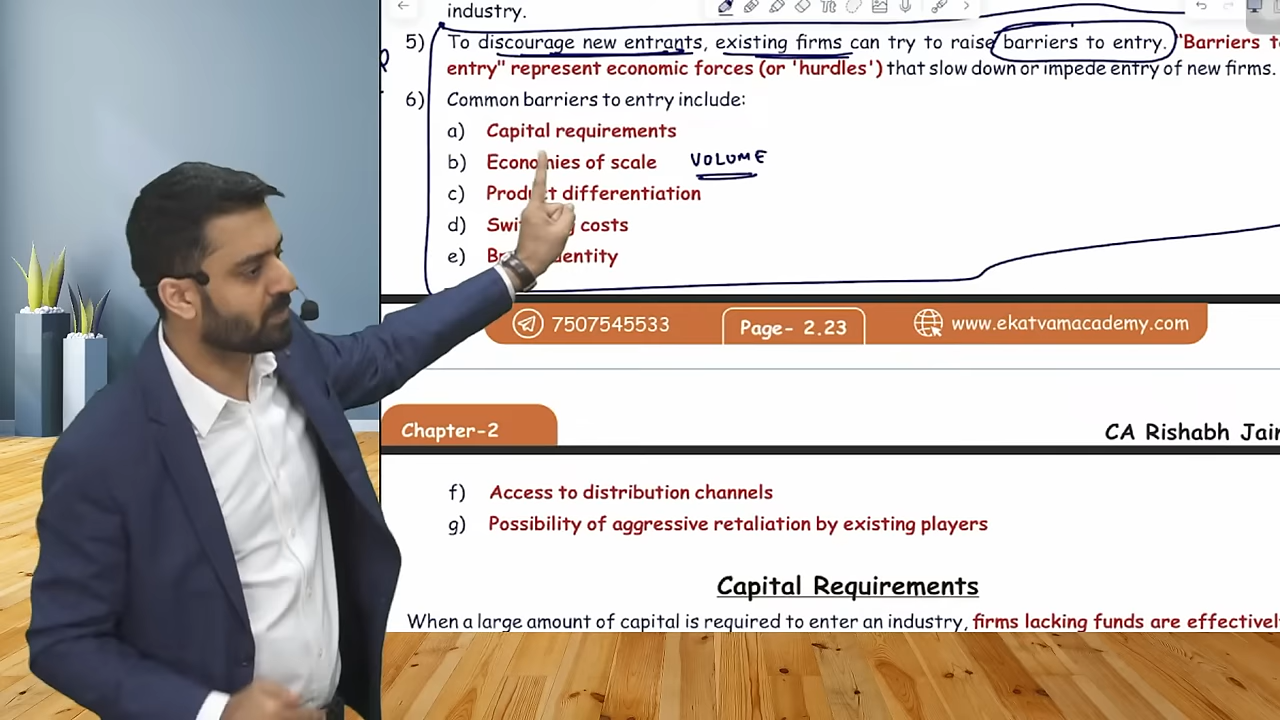 industry.
5) To discourage new entrants, existing firms can try to raise barriers to entry. "Barriers to
entry" represent economic forces (or 'hurdles') that slow down or impede entry of new firms.
6) Common barriers to entry include:
a) Capital requirements
b) Economies of scale VOLUME
c) Product differentiation
d) Switching costs
e) Brand identity
7507545533 Page- 2.23 www.ekatvamacademy.com
Chapter-2
CA Rishabh Jain
f) Access to distribution channels
g) Possibility of aggressive retaliation by existing players
Capital Requirements
When a large amount of capital is required to enter an industry, firms lacking funds are effectively